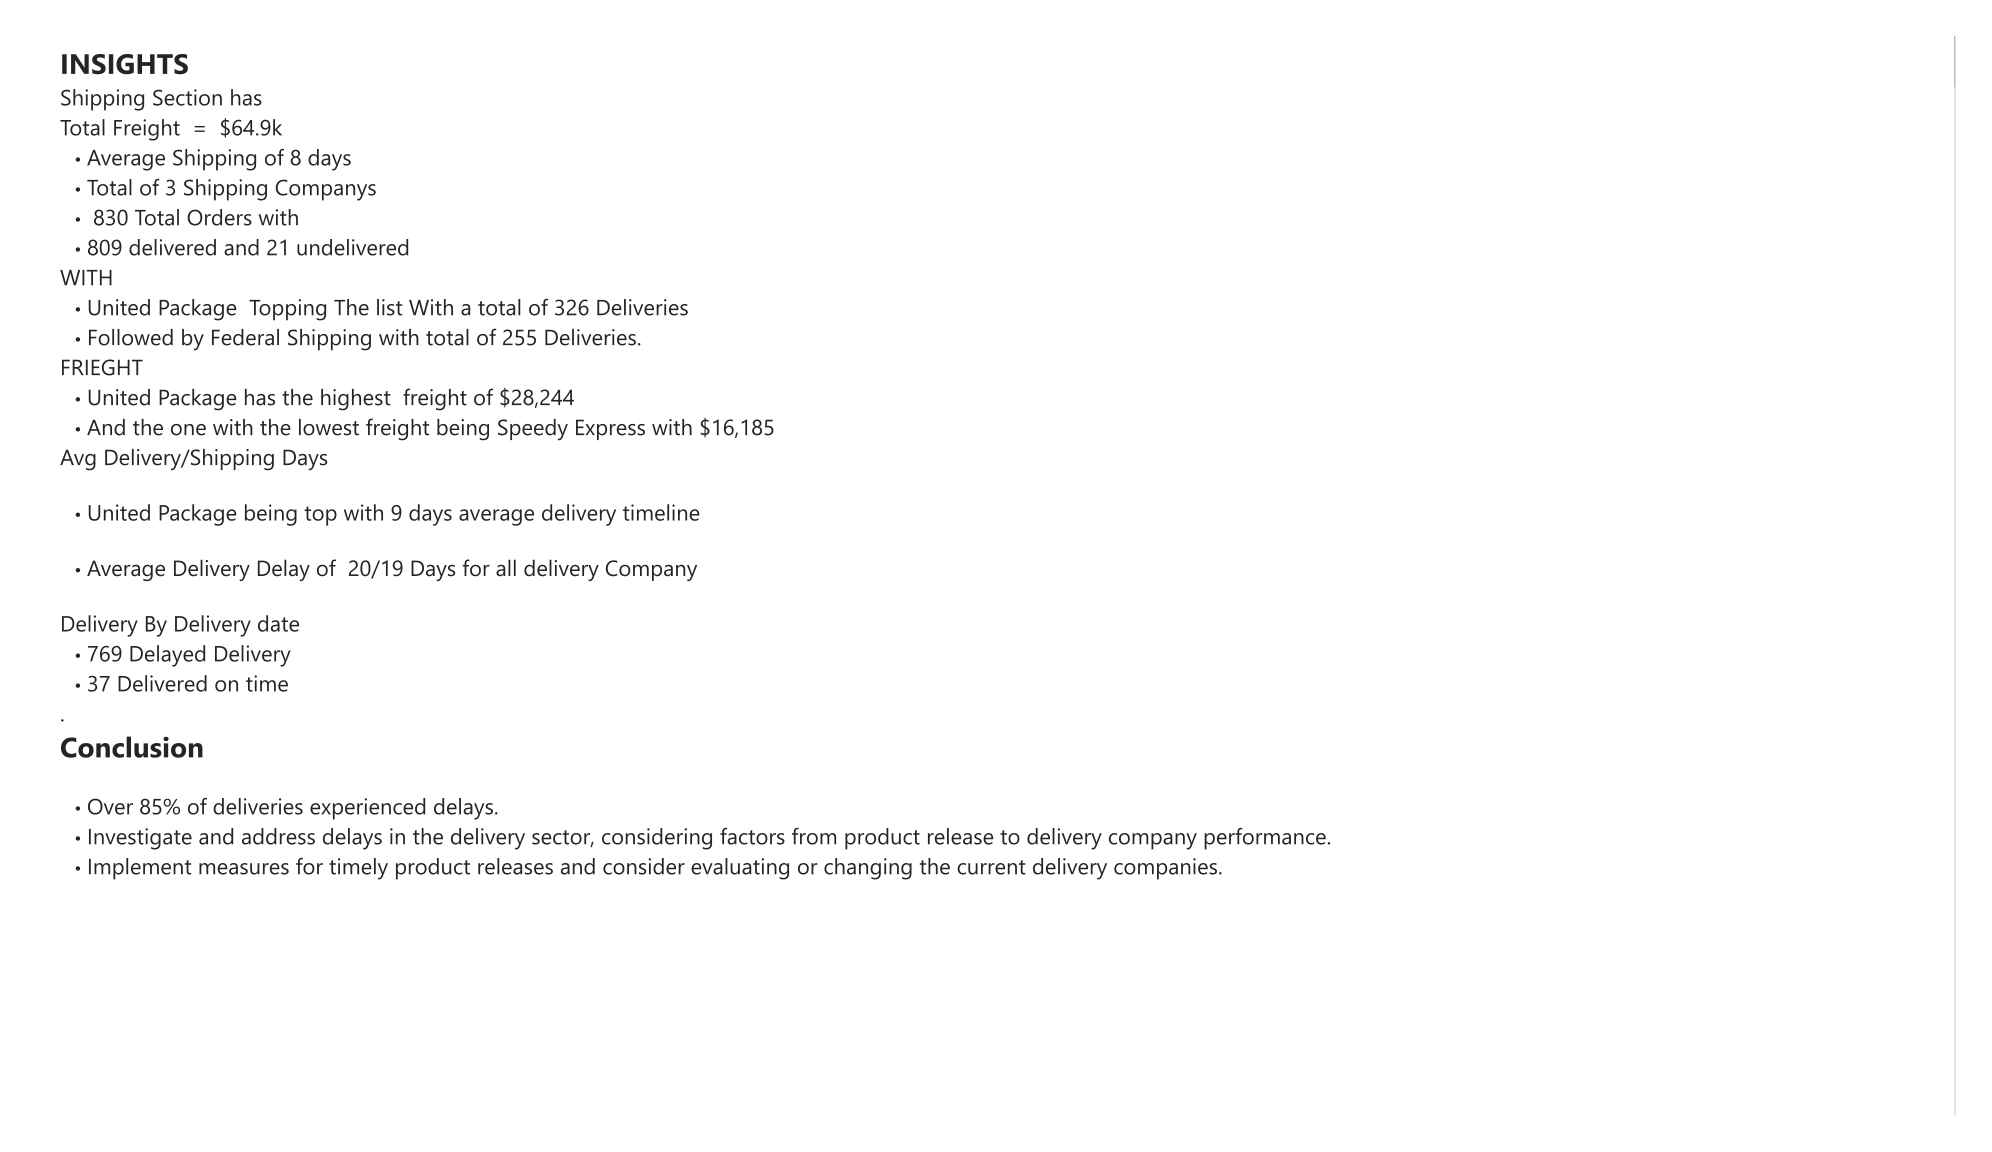 INSIGHTS
Shipping Section has
Total Freight  =  $64.9k
• Average Shipping of 8 days
• Total of 3 Shipping Companys
•  830 Total Orders with
• 809 delivered and 21 undelivered
WITH
• United Package  Topping The list With a total of 326 Deliveries
• Followed by Federal Shipping with total of 255 Deliveries.
FRIEGHT
• United Package has the highest  freight of $28,244
• And the one with the lowest freight being Speedy Express with $16,185
Avg Delivery/Shipping Days
• United Package being top with 9 days average delivery timeline
• Average Delivery Delay of  20/19 Days for all delivery Company
Delivery By Delivery date
• 769 Delayed Delivery
• 37 Delivered on time
.
Conclusion
• Over 85% of deliveries experienced delays.
• Investigate and address delays in the delivery sector, considering factors from product release to delivery company performance.
• Implement measures for timely product releases and consider evaluating or changing the current delivery companies.